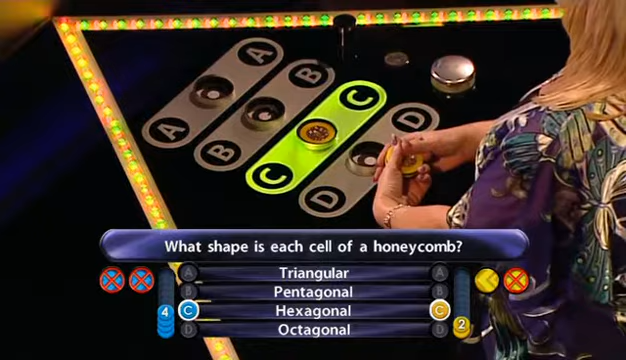 A
B
C
D
A
B
C
D
What shape is each cell of a honeycomb?
A Triangular A
B Pentagonal B
4 C Hexagonal C
D Octagonal D 2